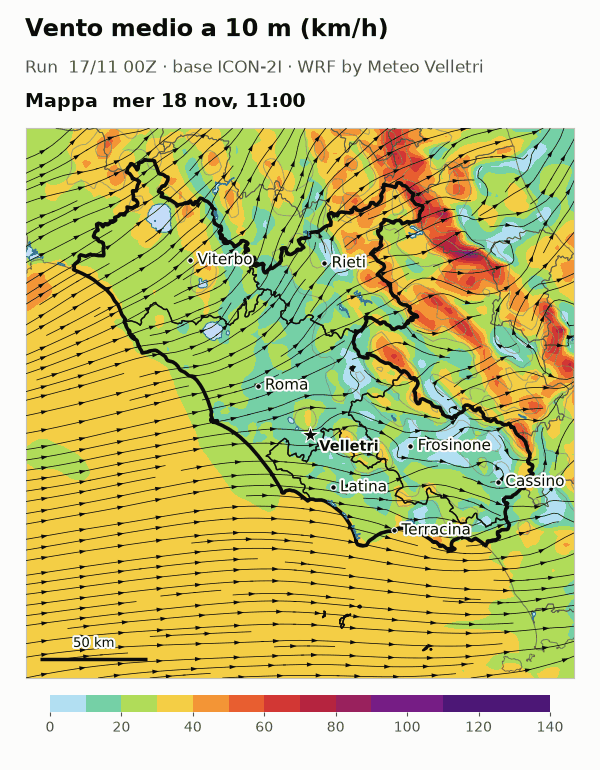 Vento medio a 10 m (km/h)
Run  17/11 00Z · base ICON-2I · WRF by Meteo Velletri
Mappa  mer 18 nov, 11:00
Viterbo
Rieti
Roma
Velletri
Frosinone
Latina
Cassino
Terracina
50 km
0 20 40 60 80 100 120 140